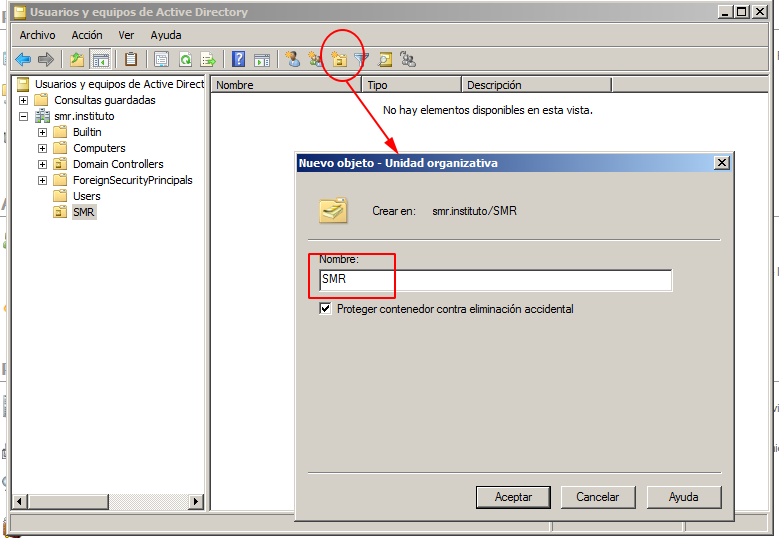 Usuarios y equipos de Active Directory
Archivo Acción Ver Ayuda
Usuarios y equipos de Active Direct
Consultas guardadas
smr.instituto
Builtin
Computers
Domain Controllers
ForeignSecurityPrincipals
Users
SMR
Nombre Tipo Descripción
No hay elementos disponibles en esta vista.
Nuevo objeto - Unidad organizativa
Crear en: smr.instituto/SMR
Nombre:
SMR
Proteger contenedor contra eliminación accidental
Aceptar Cancelar Ayuda